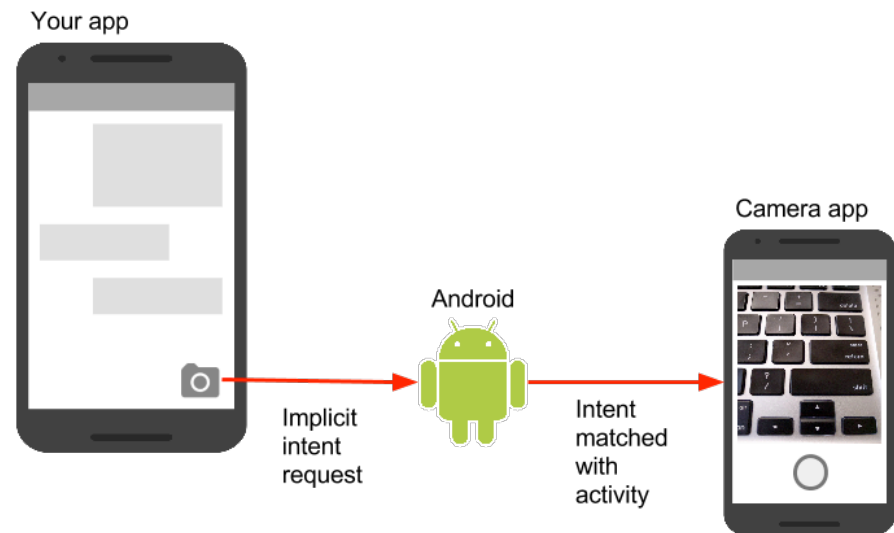 Your app
Camera app
Android
Implicit
intent
request
Intent
matched
with
activity